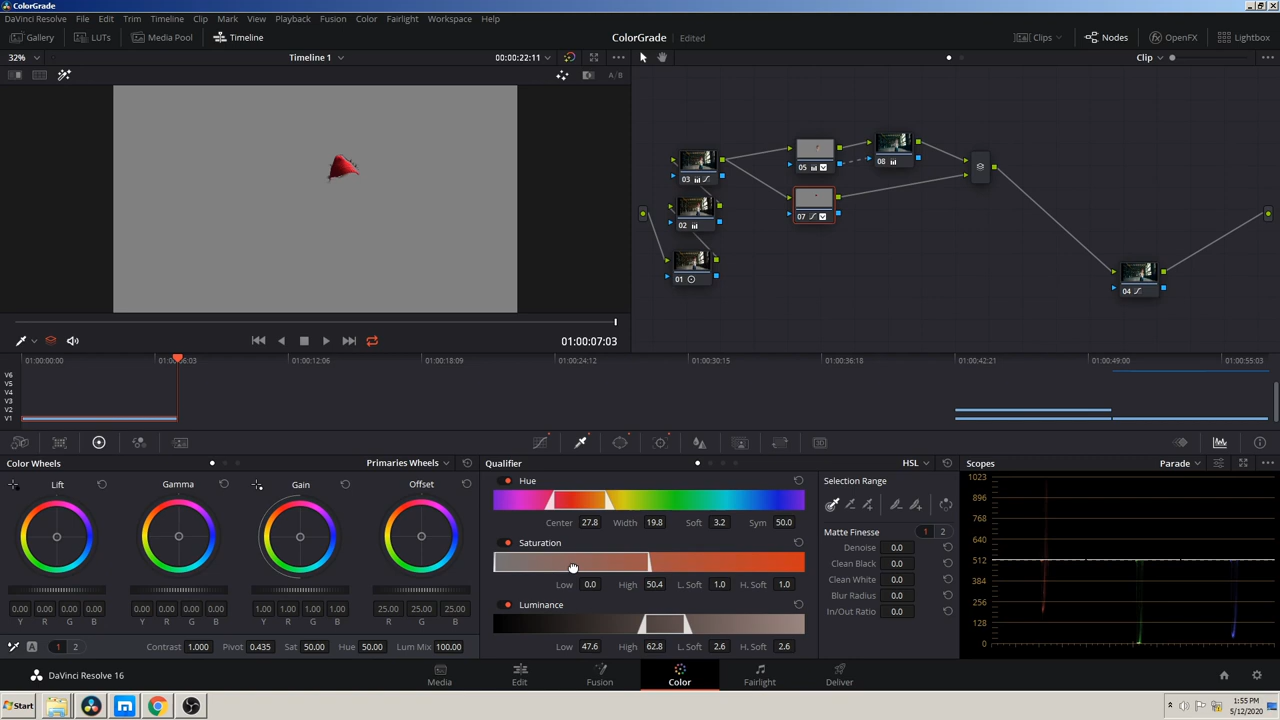 DaVinci Resolve - ColorGrade
DaVinci Resolve File Edit Trim Timeline Clip Mark Playback Fusion Color Fairlight Workspace Help
Gallery LUTs Media Pool Timeline ColorGrade Edited Clips Nodes OpenFX Lightbox
32% Timeline 1 00:00:22:11 Clip
A/B
05 08
03
07
02
01
04
01:00:07:03
01:00:00:00 01:00:06:03 01:00:12:06 01:00:18:09 01:00:24:12 01:00:30:15 01:00:36:18 01:00:42:21 01:00:49:00 01:00:55:03
V6
V5
V4
V3
V2
V1
3D
Color Wheels Primaries Wheels Qualifier HSL Scopes Parade
Lift Gamma Gain Offset
Hue
Center 27.8 Width 19.8 Soft 3.2 Sym 50.0
Saturation
Low 0.0 High 50.4 L. Soft 1.0 H. Soft 1.0
Luminance
Low 47.6 High 62.8 L. Soft 2.6 H. Soft 2.6
0.00 0.00 0.00 0.00 0.00 0.00 0.00 0.00 1.00 1.00 1.00 1.00 25.00 25.00 25.00
Y R G B Y R G B Y R G B R G B
A 1 2 Contrast 1.000 Pivot 0.435 Sat 50.00 Hue 50.00 Lum Mix 100.00
Selection Range
Matte Finesse 1 2
Denoise 0.0
Clean Black 0.0
Clean White 0.0
Blur Radius 0.0
In/Out Ratio 0.0
1023
896
768
640
512
384
256
128
0
DaVinci Resolve 16 Media Edit Fusion Color Fairlight Deliver
Start
1:55 PM
5/12/2020